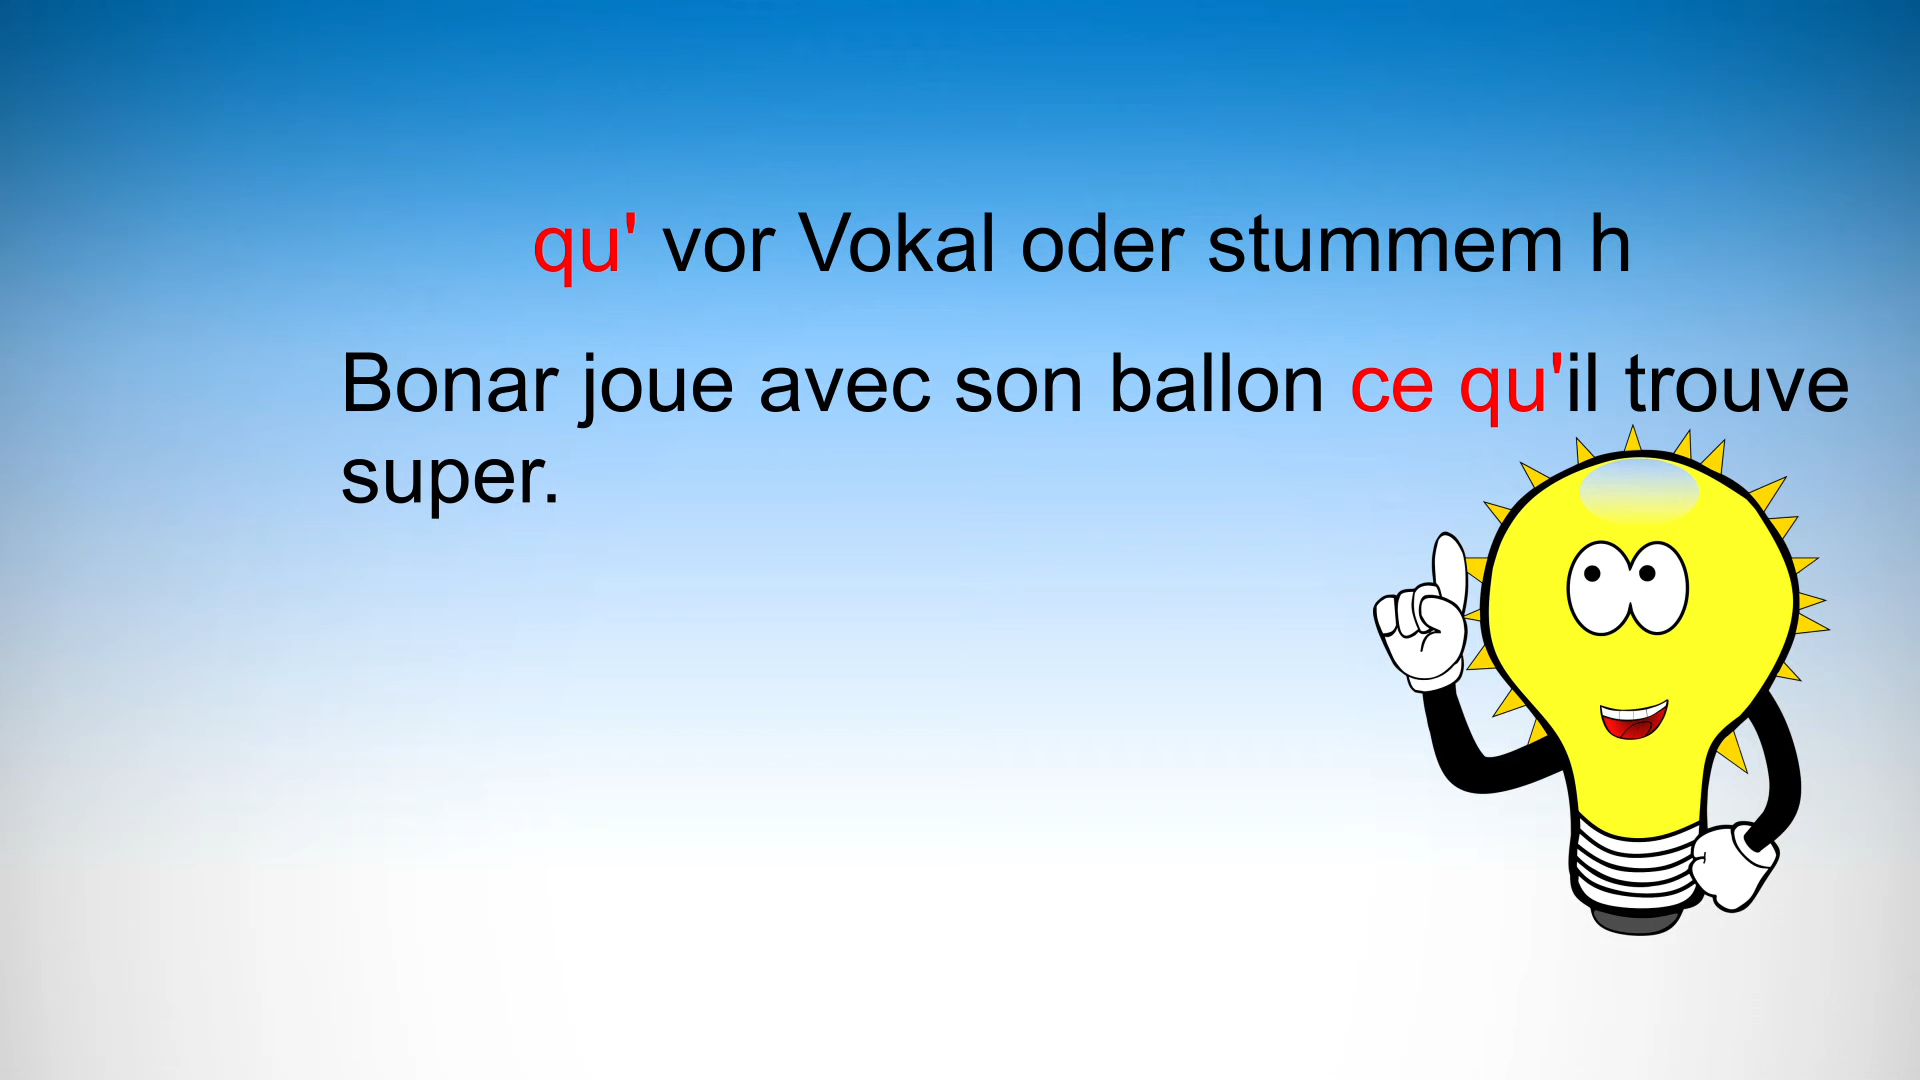 qu' vor Vokal oder stummem h
Bonar joue avec son ballon ce qu'il trouve
super.